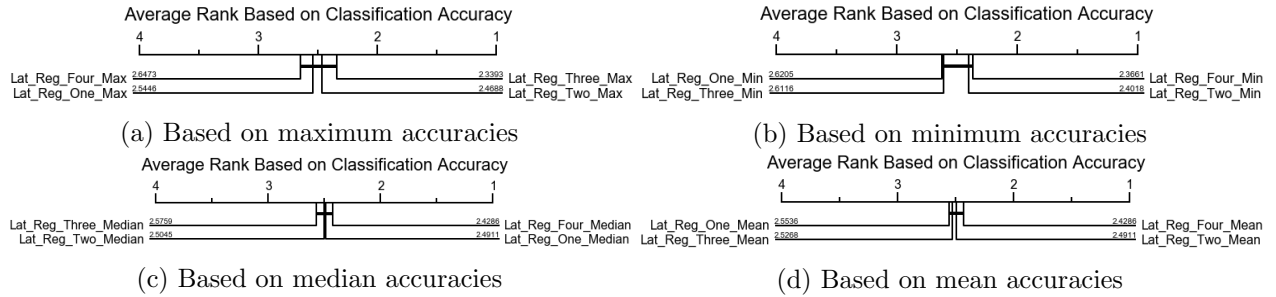 Average Rank Based on Classification Accuracy
4 3 2 1
Lat_Reg_Four_Max 2.6473 2.3393 Lat_Reg_Three_Max
Lat_Reg_One_Max 2.5446 2.4688 Lat_Reg_Two_Max
(a) Based on maximum accuracies
Average Rank Based on Classification Accuracy
4 3 2 1
Lat_Reg_One_Min 2.6205 2.3661 Lat_Reg_Four_Min
Lat_Reg_Three_Min 2.6116 2.4018 Lat_Reg_Two_Min
(b) Based on minimum accuracies
Average Rank Based on Classification Accuracy
4 3 2 1
Lat_Reg_Three_Median 2.5759 2.4286 Lat_Reg_Four_Median
Lat_Reg_Two_Median 2.5045 2.4911 Lat_Reg_One_Median
(c) Based on median accuracies
Average Rank Based on Classification Accuracy
4 3 2 1
Lat_Reg_One_Mean 2.5536 2.4286 Lat_Reg_Four_Mean
Lat_Reg_Three_Mean 2.5268 2.4911 Lat_Reg_Two_Mean
(d) Based on mean accuracies